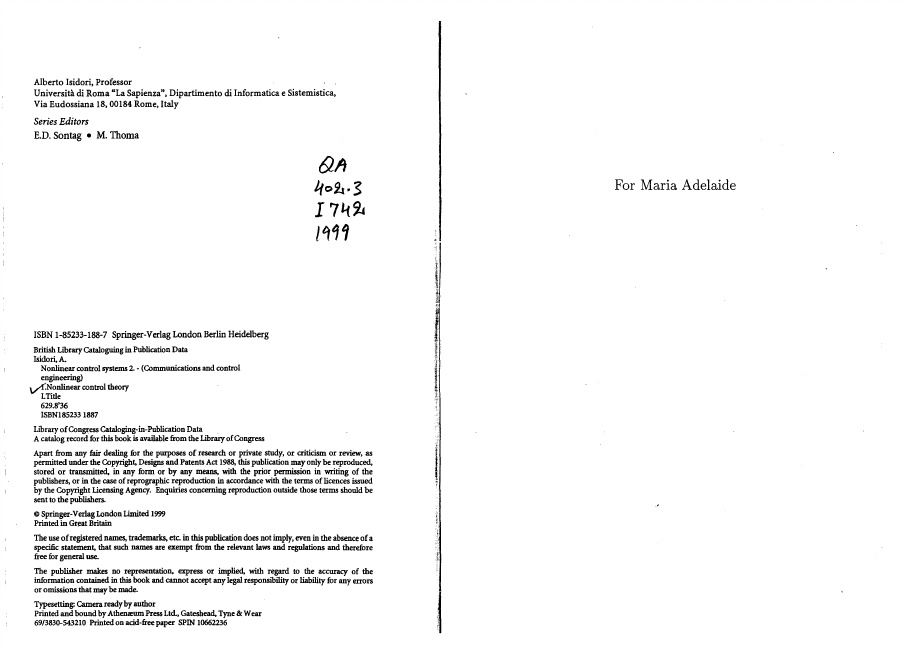 Alberto Isidori, Professor
Università di Roma "La Sapienza", Dipartimento di Informatica e Sistemistica,
Via Eudossiana 18, 00184 Rome, Italy
Series Editors
E.D. Sontag • M. Thoma
QA
402.3
I742
1999
ISBN 1-85233-188-7 Springer-Verlag London Berlin Heidelberg
British Library Cataloguing in Publication Data
Isidori, A.
Nonlinear control systems 2. - (Communications and control
engineering)
1.Nonlinear control theory
I.Title
629.8'36
ISBN185233 1887
Library of Congress Cataloging-in-Publication Data
A catalog record for this book is available from the Library of Congress
Apart from any fair dealing for the purposes of research or private study, or criticism or review, as
permitted under the Copyright, Designs and Patents Act 1988, this publication may only be reproduced,
stored or transmitted, in any form or by any means, with the prior permission in writing of the
publishers, or in the case of reprographic reproduction in accordance with the terms of licences issued
by the Copyright Licensing Agency. Enquiries concerning reproduction outside those terms should be
sent to the publishers.
© Springer-Verlag London Limited 1999
Printed in Great Britain
The use of registered names, trademarks, etc. in this publication does not imply, even in the absence of a
specific statement, that such names are exempt from the relevant laws and regulations and therefore
free for general use.
The publisher makes no representation, express or implied, with regard to the accuracy of the
information contained in this book and cannot accept any legal responsibility or liability for any errors
or omissions that may be made.
Typesetting: Camera ready by author
Printed and bound by Athenæum Press Ltd., Gateshead, Tyne & Wear
69/3830-543210 Printed on acid-free paper SPIN 10662236
For Maria Adelaide